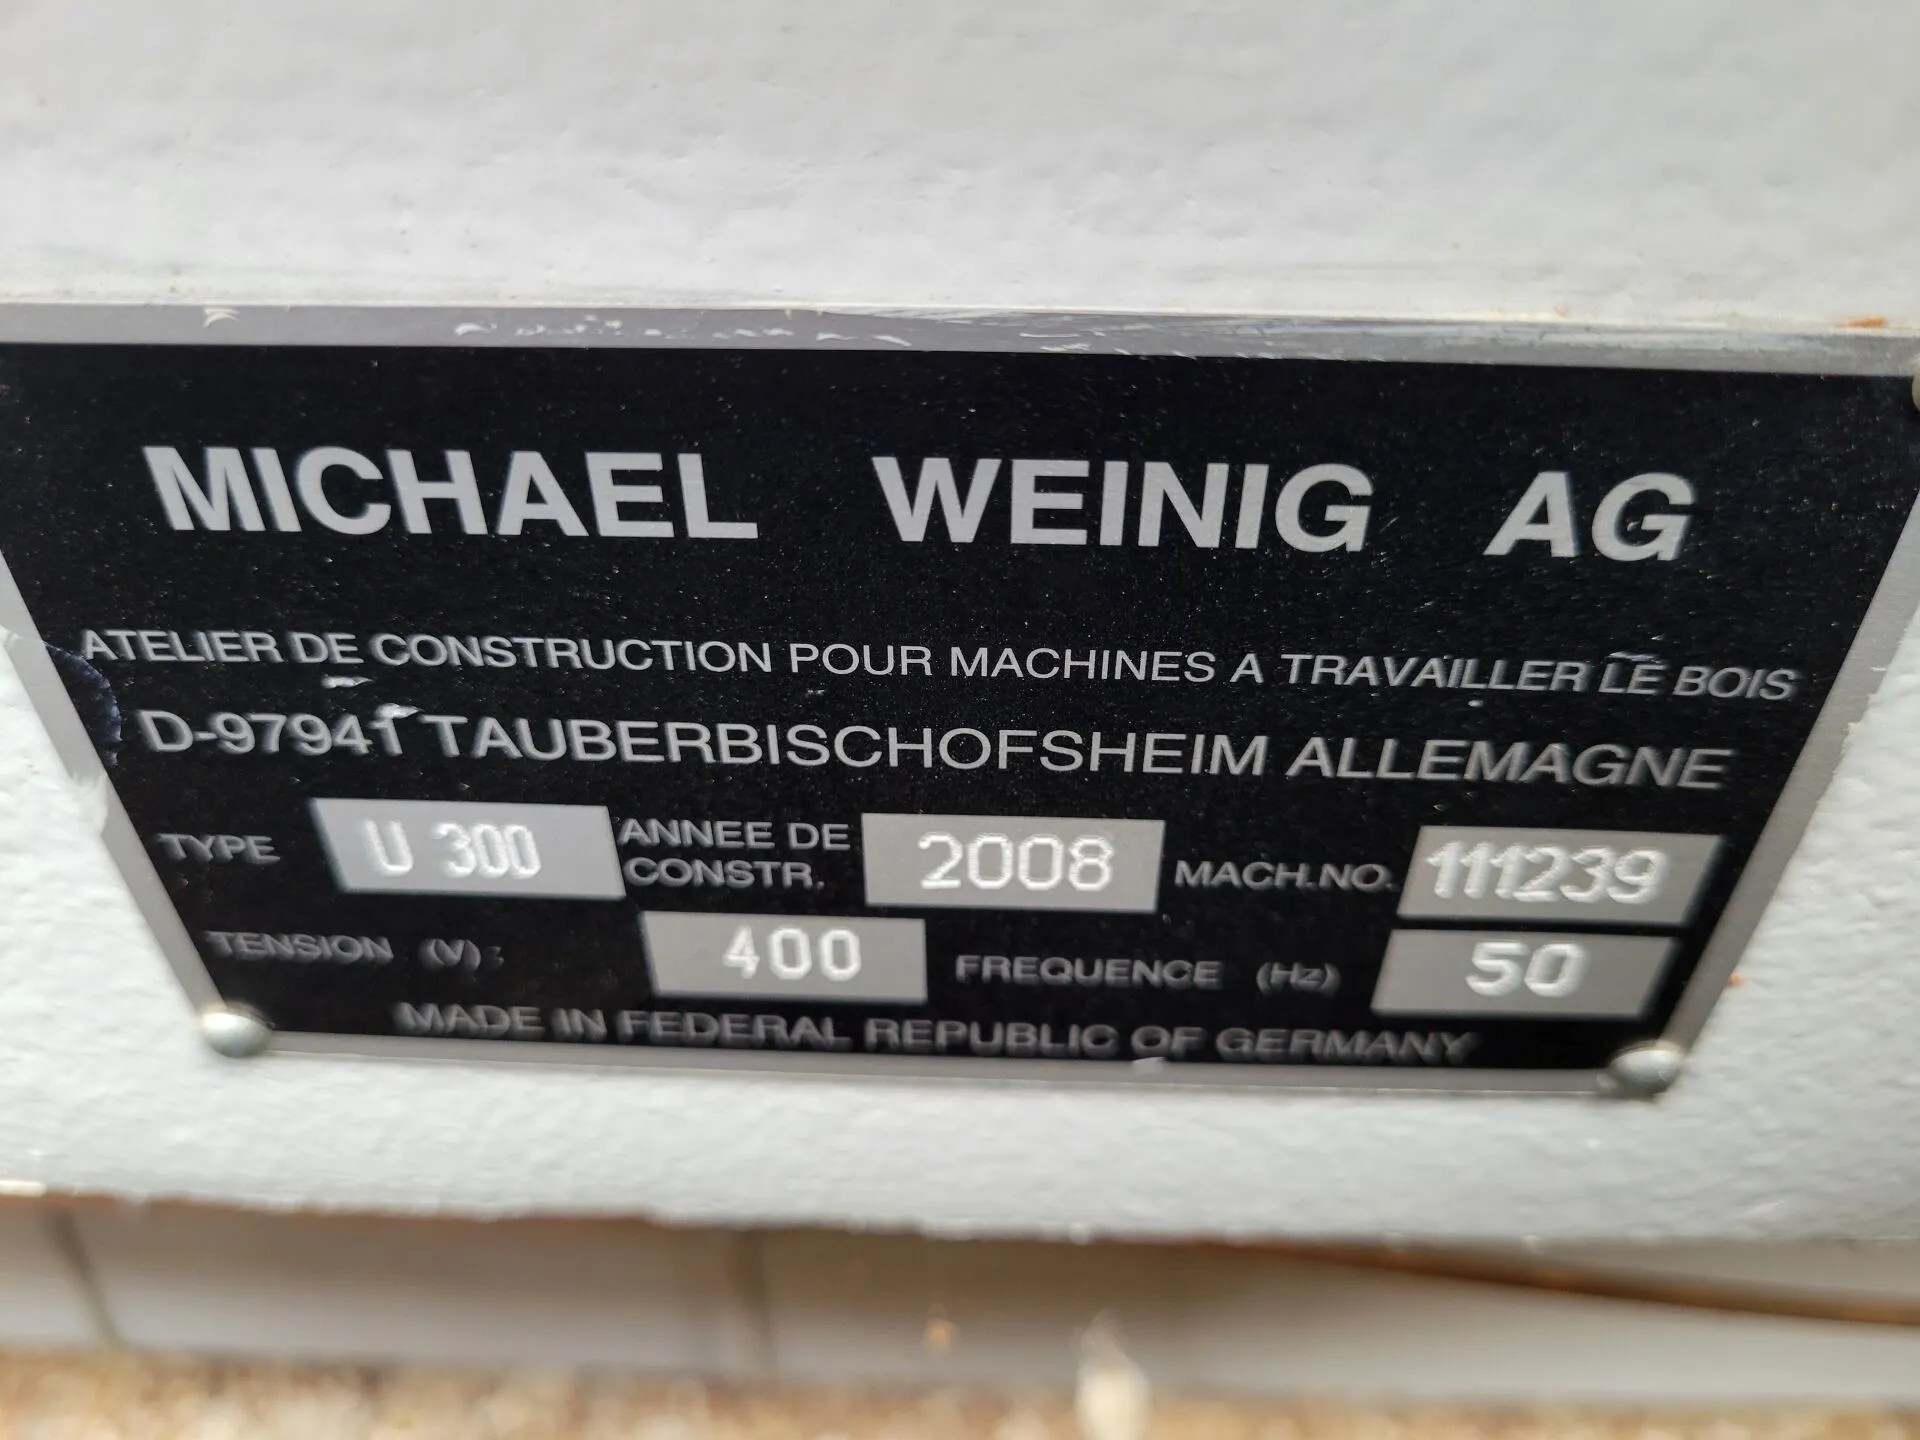 MICHAEL WEINIG AG
ATELIER DE CONSTRUCTION POUR MACHINES A TRAVAILLER LE BOIS
D-97941 TAUBERBISCHOFSHEIM ALLEMAGNE
TYPE U 300 ANNEE DE CONSTR. 2008 MACH.NO. 111239
TENSION (V): 400 FREQUENCE (Hz) 50
MADE IN FEDERAL REPUBLIC OF GERMANY